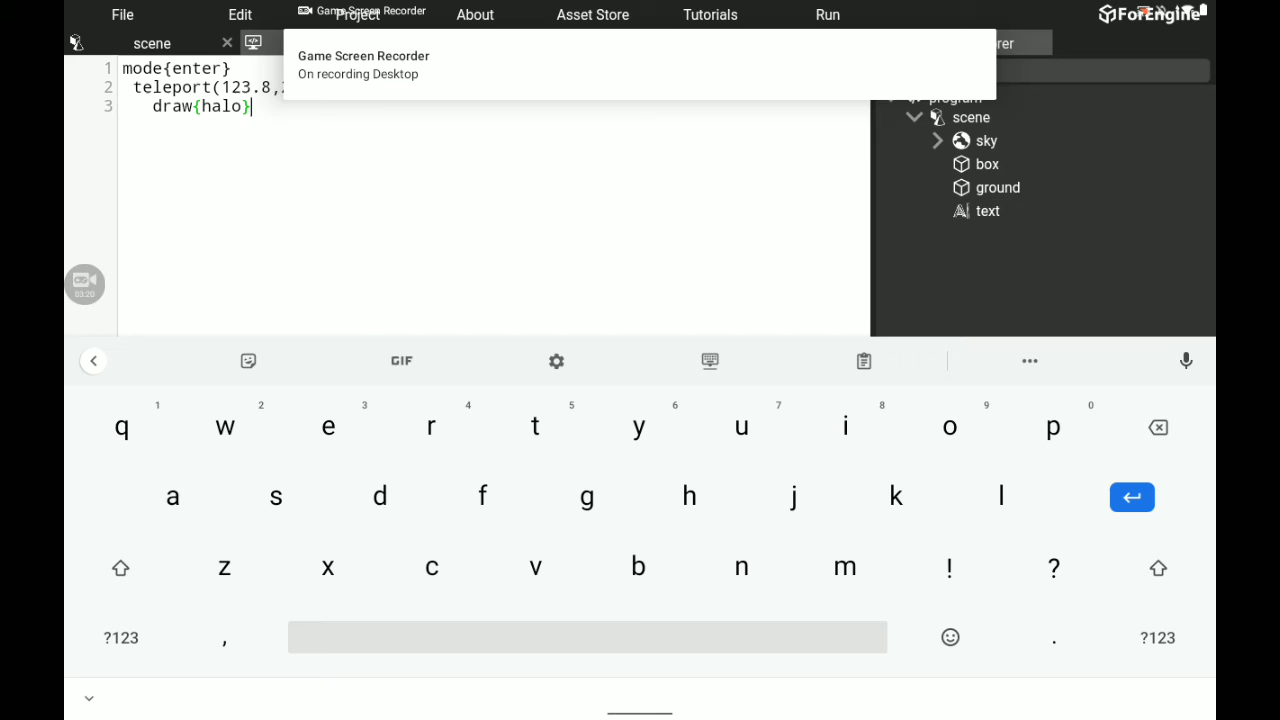 File Edit Project About Asset Store Tutorials Run ForEngine
Game Screen Recorder
scene
Game Screen Recorder
On recording Desktop
1 mode{enter}
2 teleport(123.8,
3 draw{halo}
program
scene
sky
box
ground
text
03:20
GIF
1 2 3 4 5 6 7 8 9 0
q w e r t y u i o p
a s d f g h j k l
z x c v b n m ! ?
?123 , . ?123